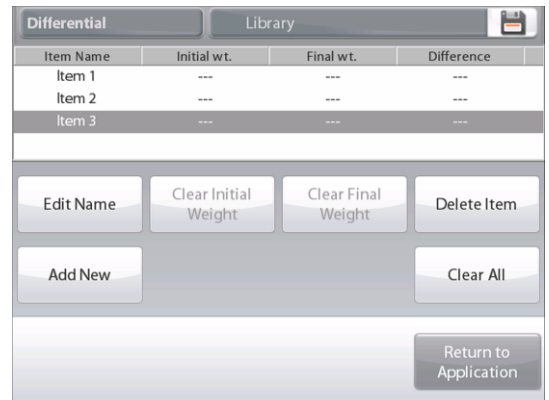 Differential Library
Item Name Initial wt. Final wt. Difference
Item 1 --- --- ---
Item 2 --- --- ---
Item 3 --- --- ---
Edit Name
Clear Initial
Weight
Clear Final
Weight
Delete Item
Add New
Clear All
Return to
Application